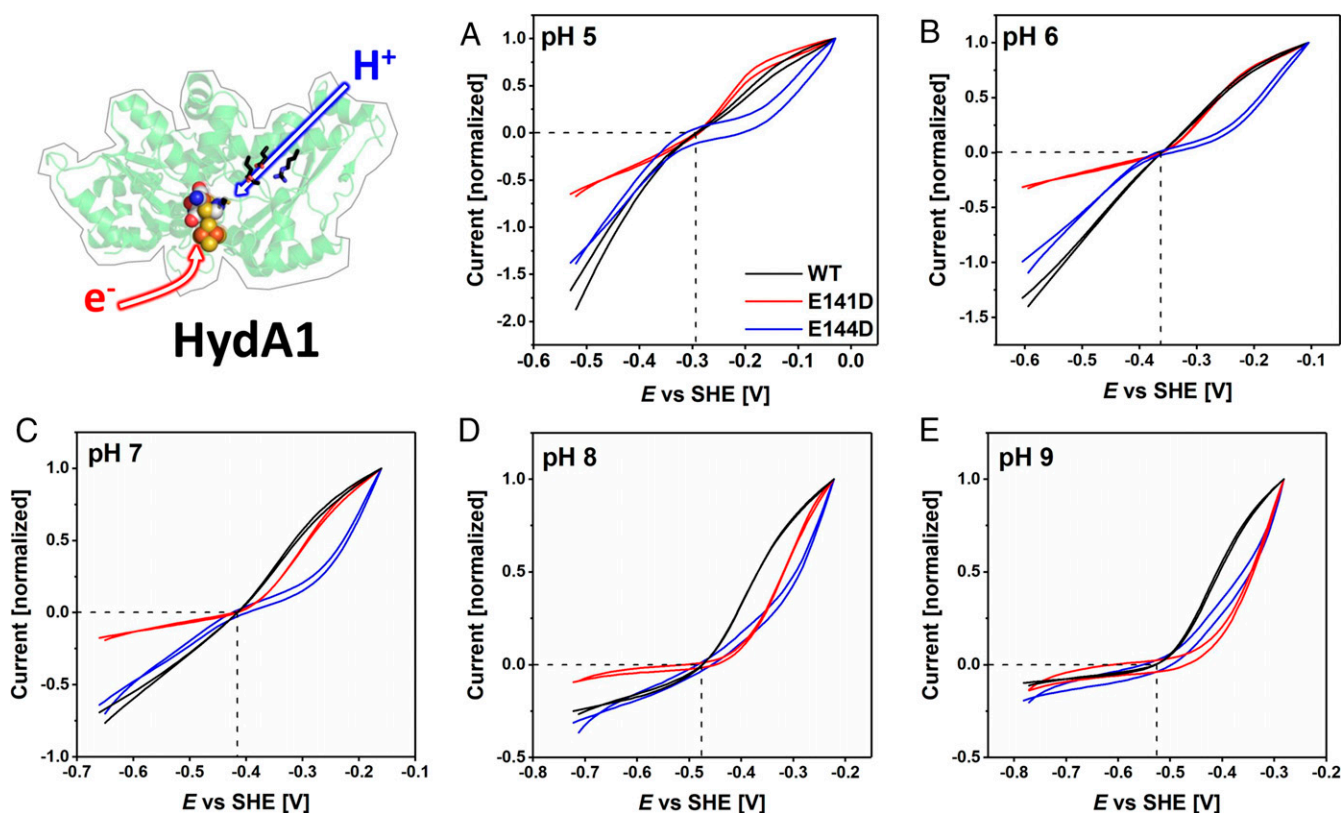 H+
e-
HydA1
A
pH 5
Current [normalized]
1.0
0.5
0.0
-0.5
-1.0
-1.5
-2.0
WT
E141D
E144D
-0.6 -0.5 -0.4 -0.3 -0.2 -0.1 0.0
E vs SHE [V]
B
pH 6
Current [normalized]
1.0
0.5
0.0
-0.5
-1.0
-1.5
-0.6 -0.5 -0.4 -0.3 -0.2 -0.1
E vs SHE [V]
C
pH 7
Current [normalized]
1.0
0.5
0.0
-0.5
-1.0
-0.7 -0.6 -0.5 -0.4 -0.3 -0.2 -0.1
E vs SHE [V]
D
pH 8
Current [normalized]
1.0
0.5
0.0
-0.5
-0.8 -0.7 -0.6 -0.5 -0.4 -0.3 -0.2
E vs SHE [V]
E
pH 9
Current [normalized]
1.0
0.5
0.0
-0.5
-0.8 -0.7 -0.6 -0.5 -0.4 -0.3 -0.2
E vs SHE [V]